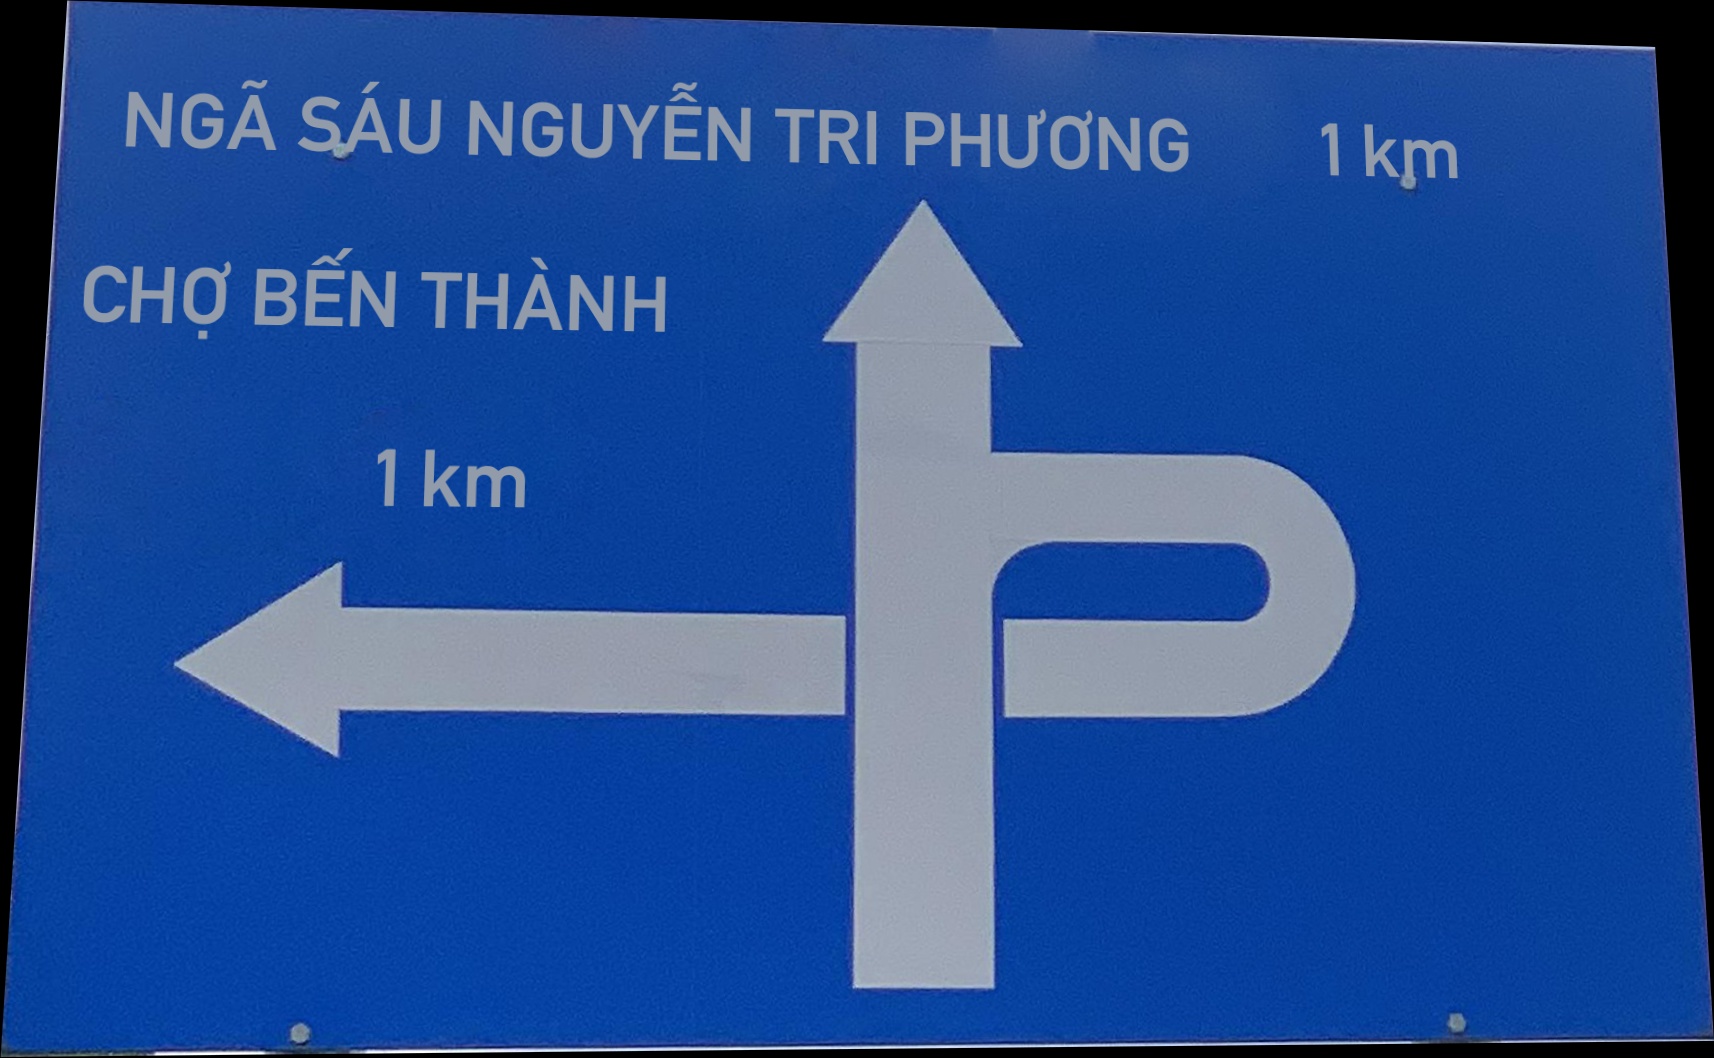 NGÃ SÁU NGUYỄN TRI PHƯƠNG 1 km
CHỢ BẾN THÀNH
1 km